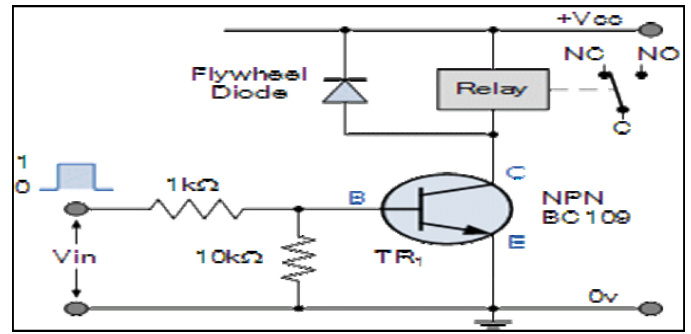 +Vcc
NC NO
Flywheel
Diode
Relay
C
1
0
1kΩ
B
C
NPN
BC109
Vin
10kΩ
TR1
E
0v